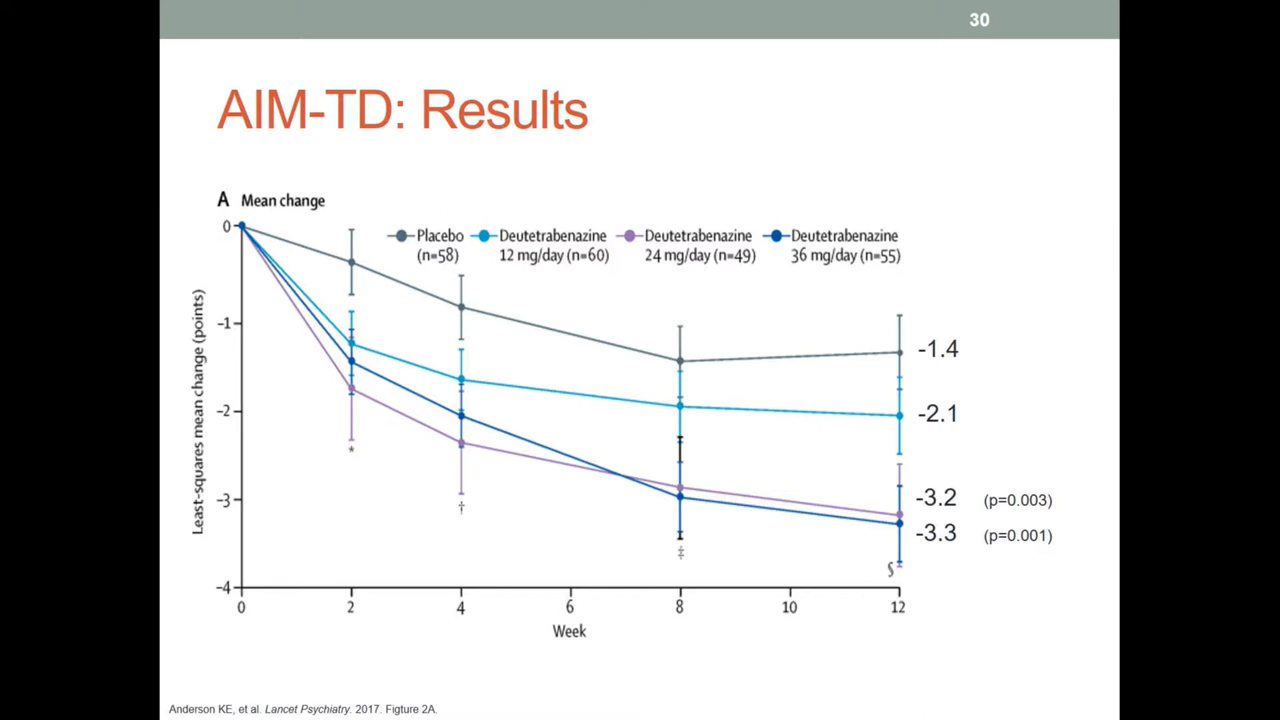 30
AIM-TD: Results
A Mean change
Placebo
(n=58)
Deutetrabenazine
12 mg/day (n=60)
Deutetrabenazine
24 mg/day (n=49)
Deutetrabenazine
36 mg/day (n=55)
Least-squares mean change (points)
0
-1
-2
-3
-4
-1.4
-2.1
-3.2 (p=0.003)
-3.3 (p=0.001)
*
†
‡
§
0 2 4 6 8 10 12
Week
Anderson KE, et al. Lancet Psychiatry. 2017. Figture 2A.